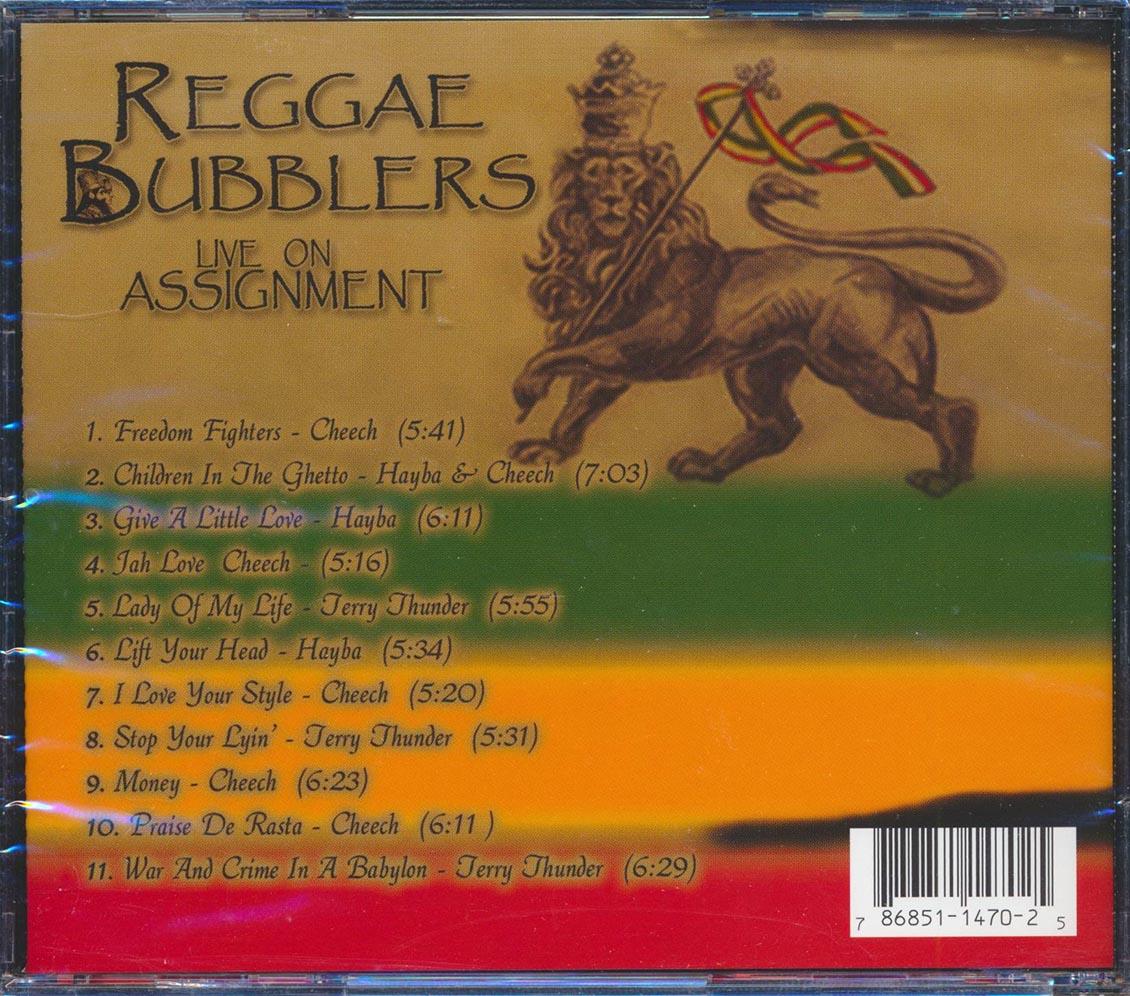 REGGAE
BUBBLERS
LIVE ON
ASSIGNMENT
1. Freedom Fighters - Cheech (5:41)
2. Children In The Ghetto - Hayba & Cheech (7:03)
3. Give A Little Love - Hayba (6:11)
4. Jah Love Cheech - (5:16)
5. Lady Of My Life - Terry Thunder (5:55)
6. Lift Your Head - Hayba (5:34)
7. I Love Your Style - Cheech (5:20)
8. Stop Your Lyin' - Terry Thunder (5:31)
9. Money - Cheech (6:23)
10. Praise De Rasta - Cheech (6:11 )
11. War And Crime In A Babylon - Terry Thunder (6:29)
7 86851-1470-2 5